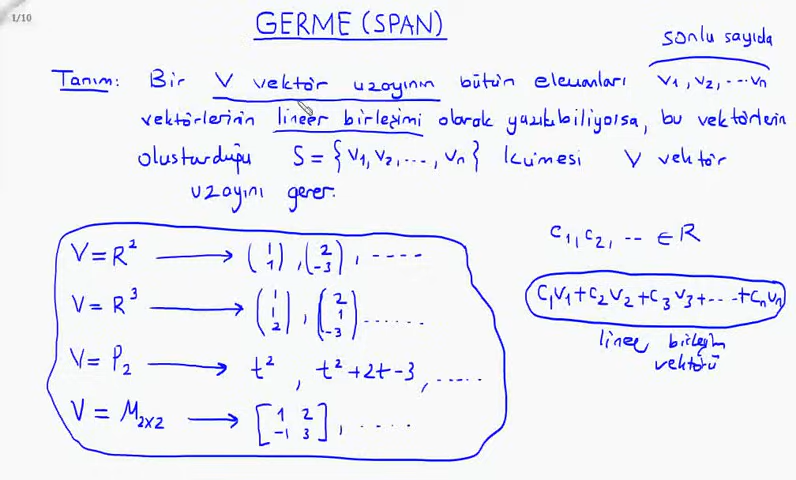 1/10
GERME (SPAN)
sonlu sayıda
Tanım: Bir V vektör uzayının bütün elemanları v1, v2, ... vn
vektörlerinin lineer birleşimi olarak yazılabiliyorsa, bu vektörlerin
oluşturduğu S = {v1, v2, ..., vn} kümesi V vektör
uzayını gerer.
c1, c2, ... ∈ R
V = R² → (1 1), (2 -3), ....
c1v1 + c2v2 + c3v3 + ... + cnvn
V = R³ → (1 1 2), (2 1 -3) ......
lineer birleşim
vektörü
V = P2 → t², t² + 2t - 3, .....
V = M2x2 → [1 2 -1 3], .....